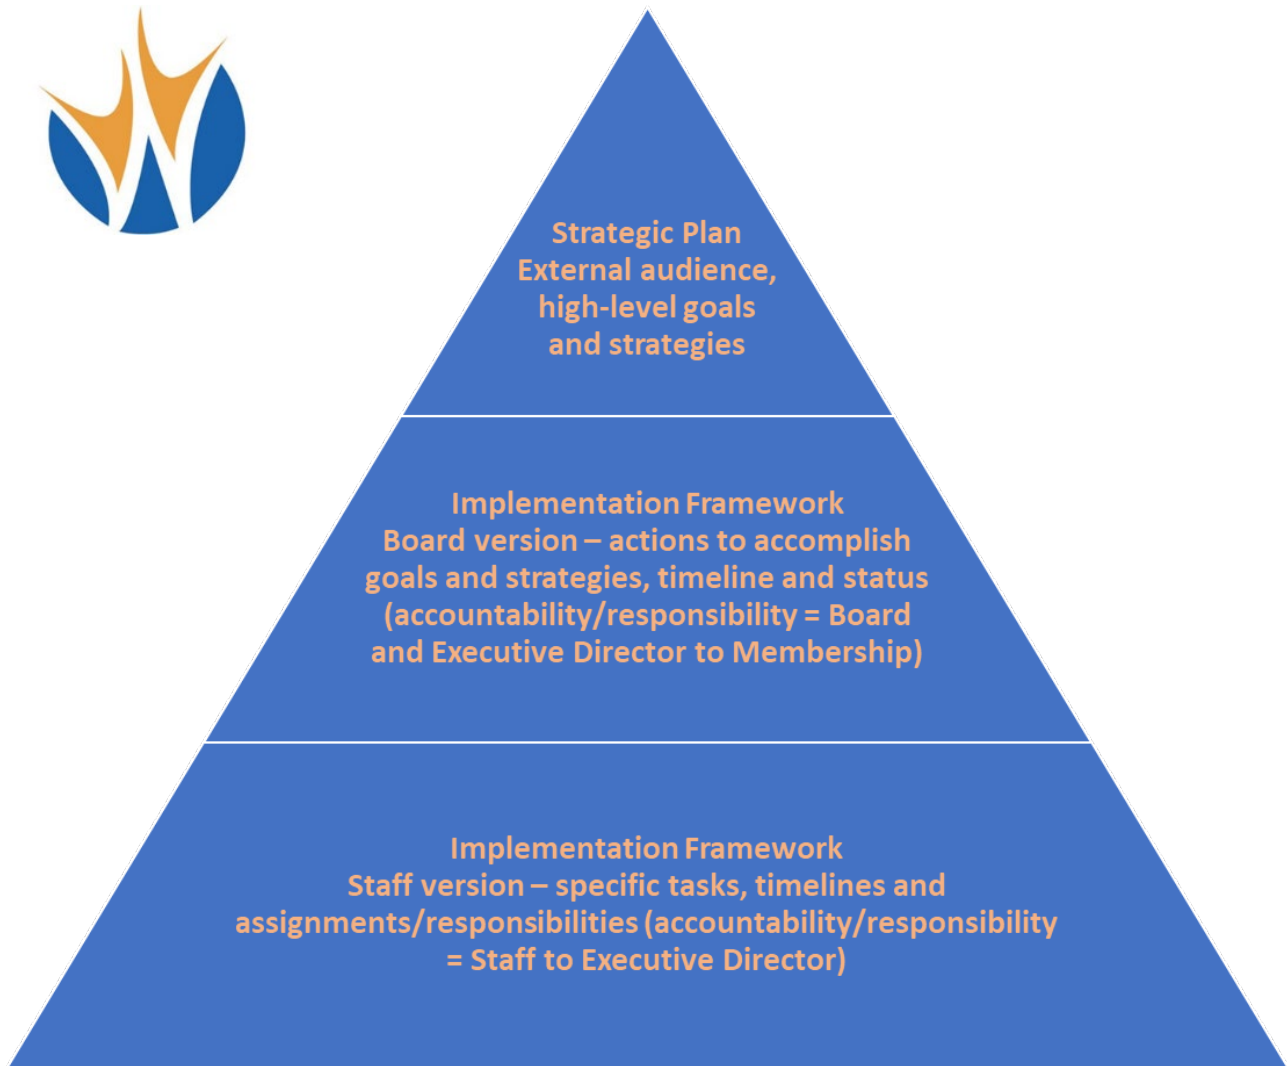 Strategic Plan
External audience,
high-level goals
and strategies
Implementation Framework
Board version – actions to accomplish
goals and strategies, timeline and status
(accountability/responsibility = Board
and Executive Director to Membership)
Implementation Framework
Staff version – specific tasks, timelines and
assignments/responsibilities (accountability/responsibility
= Staff to Executive Director)